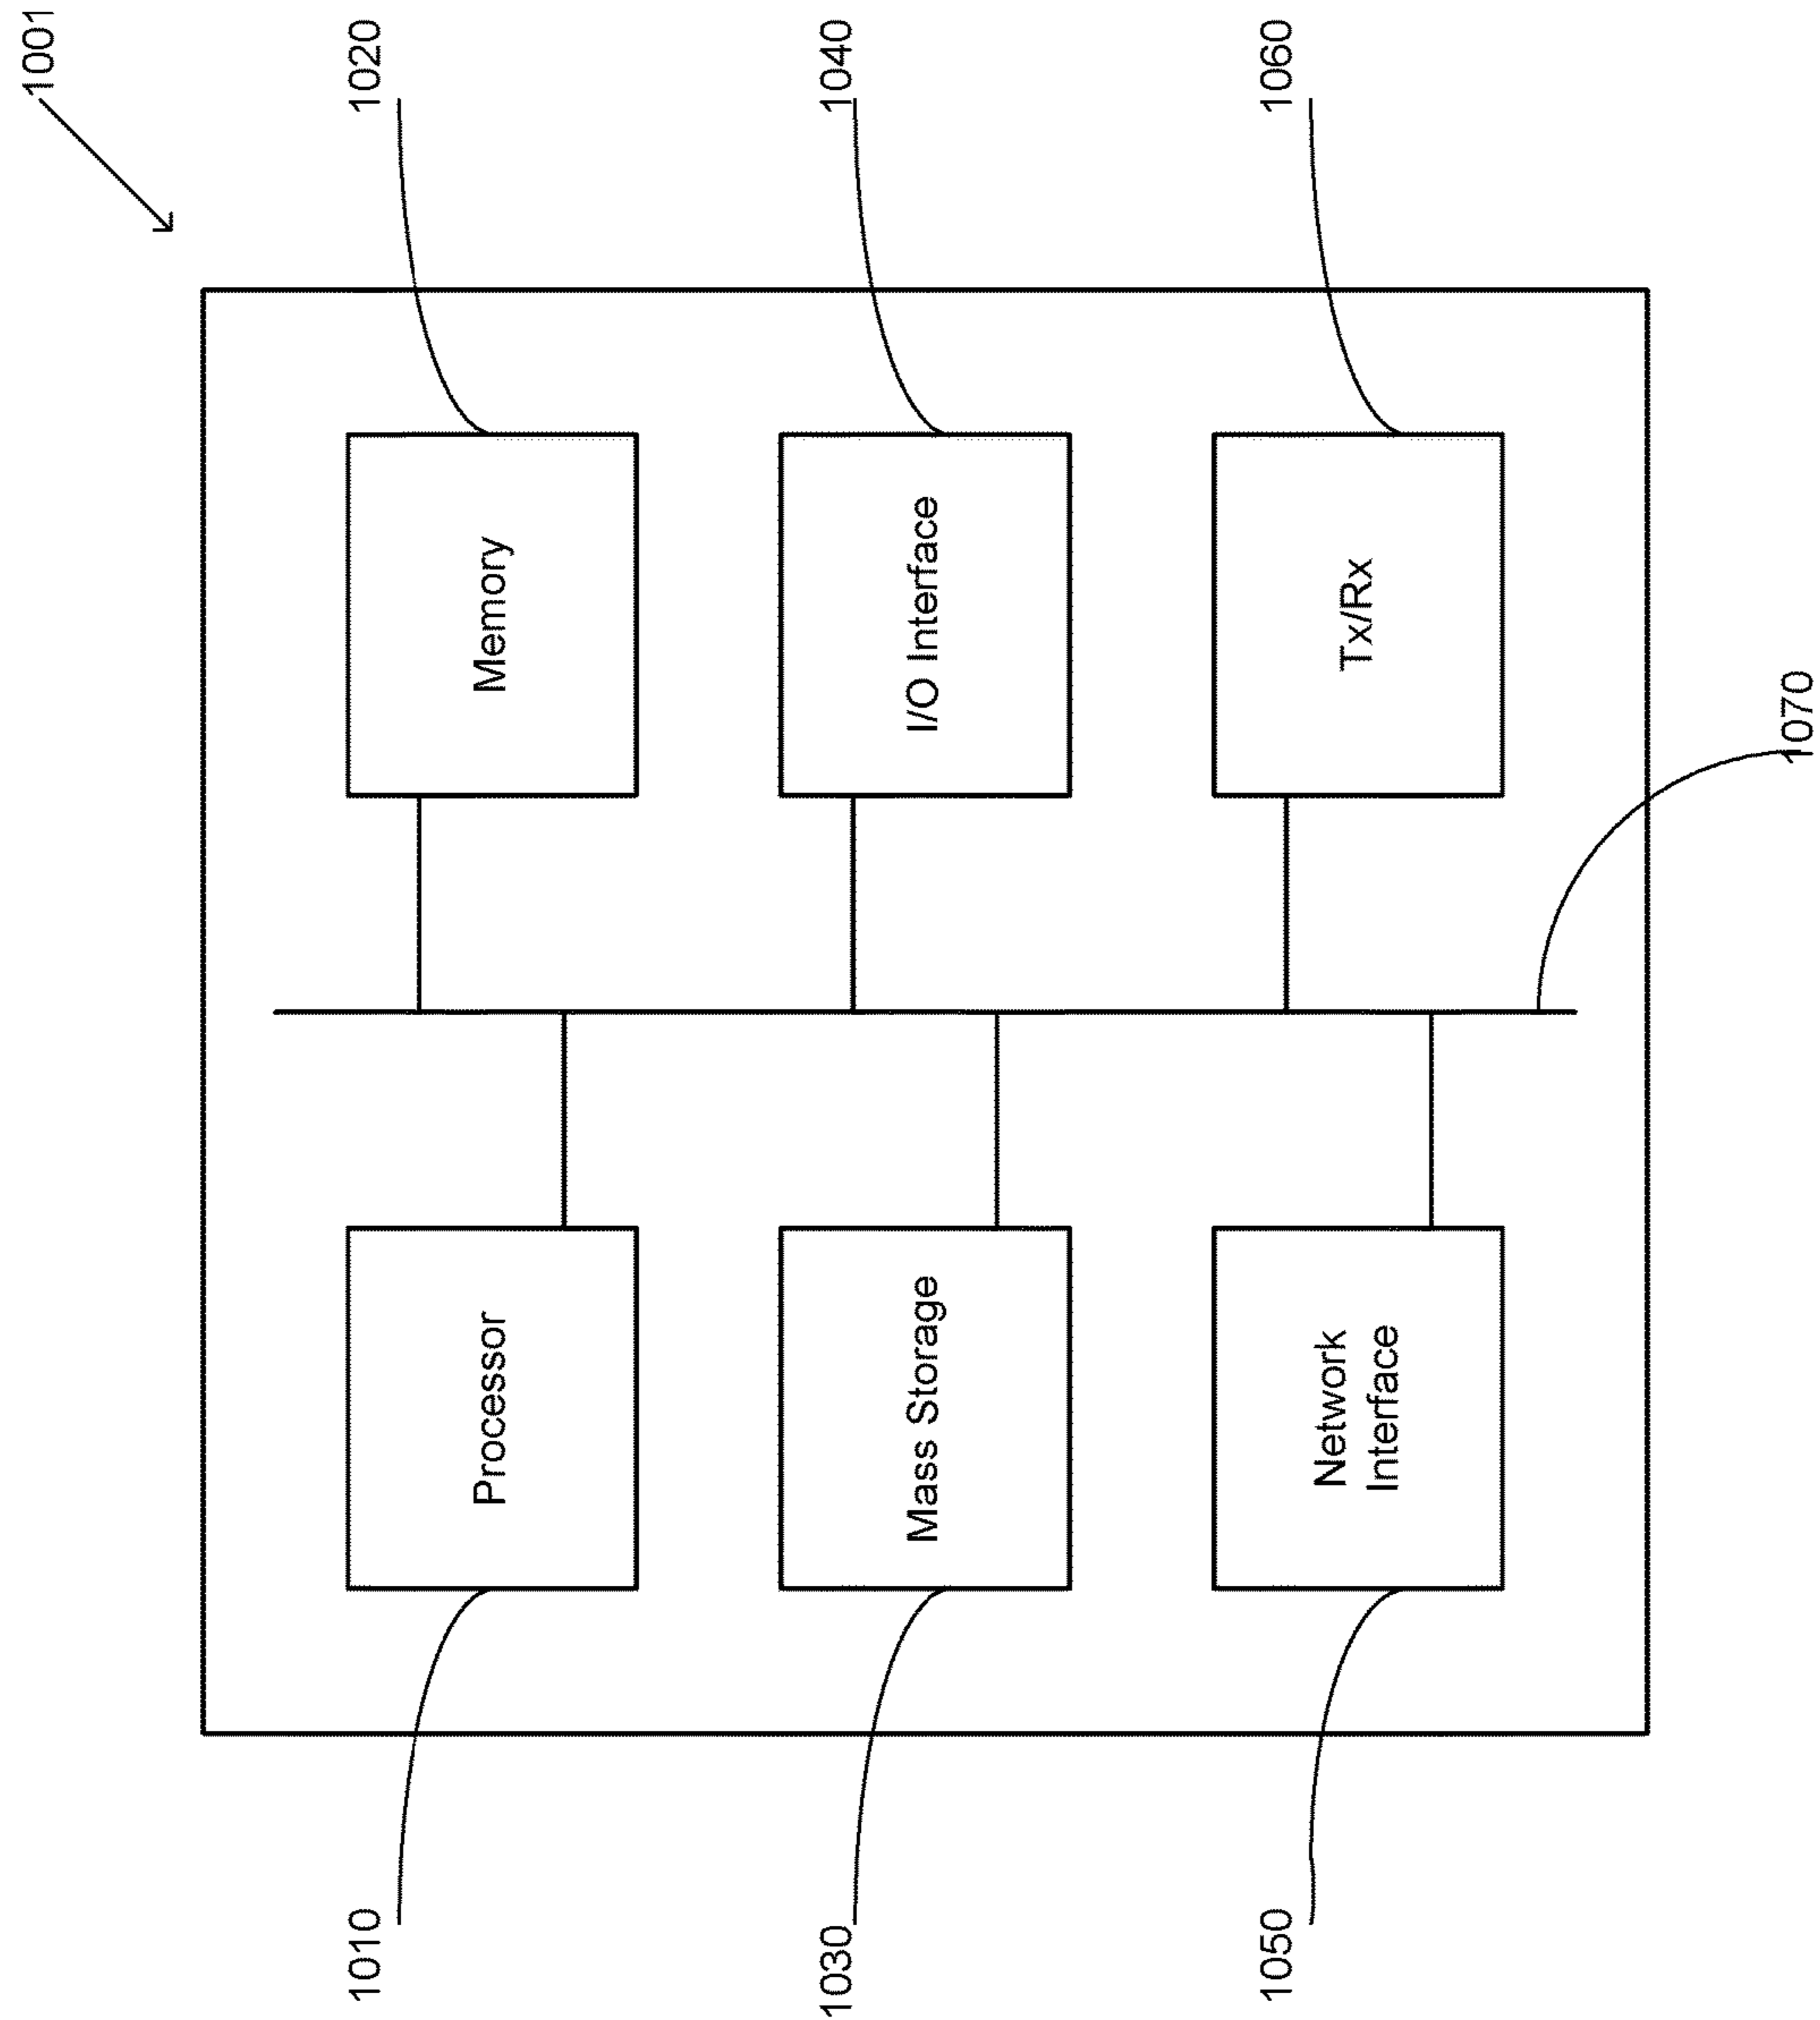 1001
1010
Processor
Memory
1020
1030
Mass Storage
I/O Interface
1040
1050
Network
Interface
Tx/Rx
1060
1070